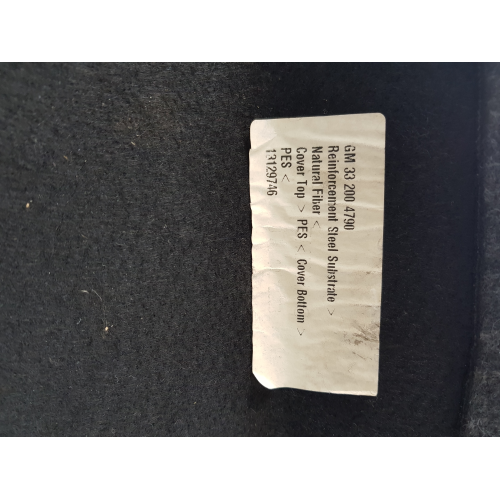 GM 33 200 4790
Reinforcement Steel Substrate >
Natural Fiber <
Cover Top > PES < Cover Bottom >
PES <
13129746